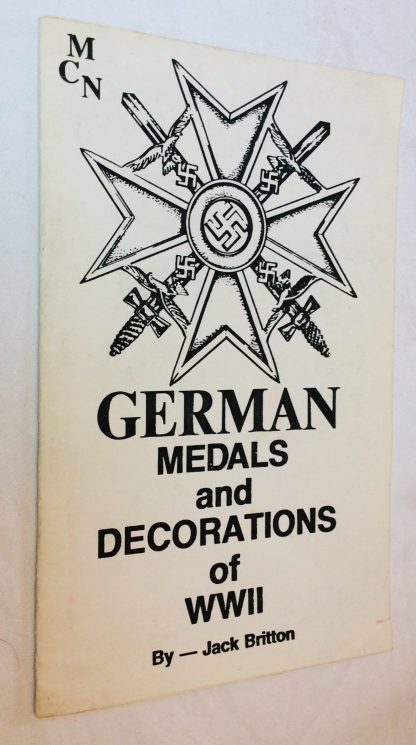 M
C N
GERMAN
MEDALS
and
DECORATIONS
of
WWII
By — Jack Britton